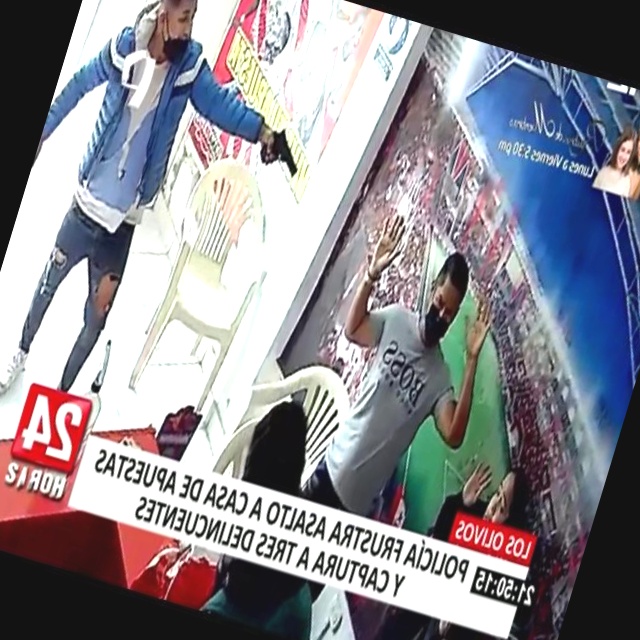 Lunes a Viernes 5:30 pm
BOSS
LOS OLIVOS
21:50:15
POLICÍA FRUSTRA ASALTO A CASA DE APUESTAS
Y CAPTURA A TRES DELINCUENTES
24
HORAS